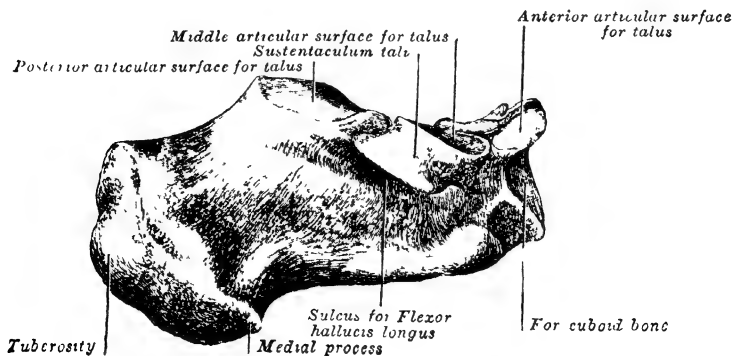 Anterior articular surface
for talus
Middle articular surface for talus
Sustentaculum tali
Posterior articular surface for talus
Sulcus for Flexor
hallucis longus
For cuboid bone
Tuberosity
Medial process